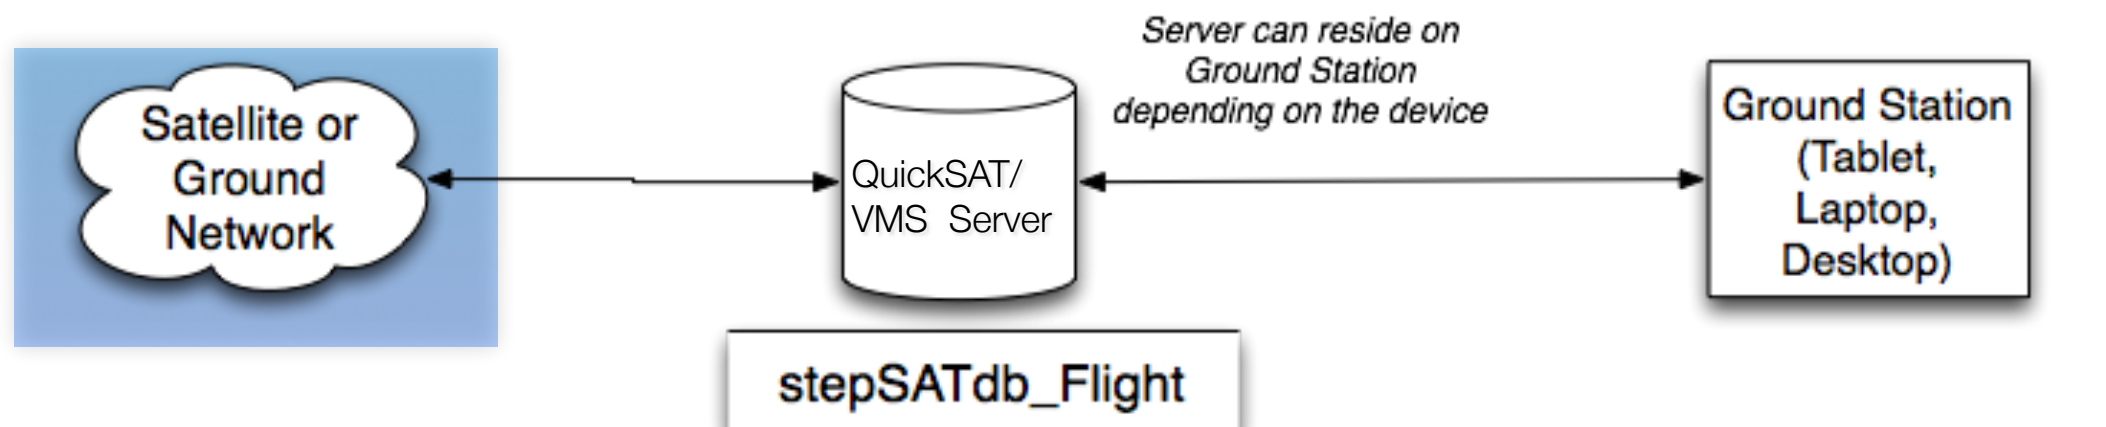 Satellite or
Ground
Network
QuickSAT/
VMS Server
stepSATdb_Flight
Server can reside on
Ground Station
depending on the device
Ground Station
(Tablet,
Laptop,
Desktop)